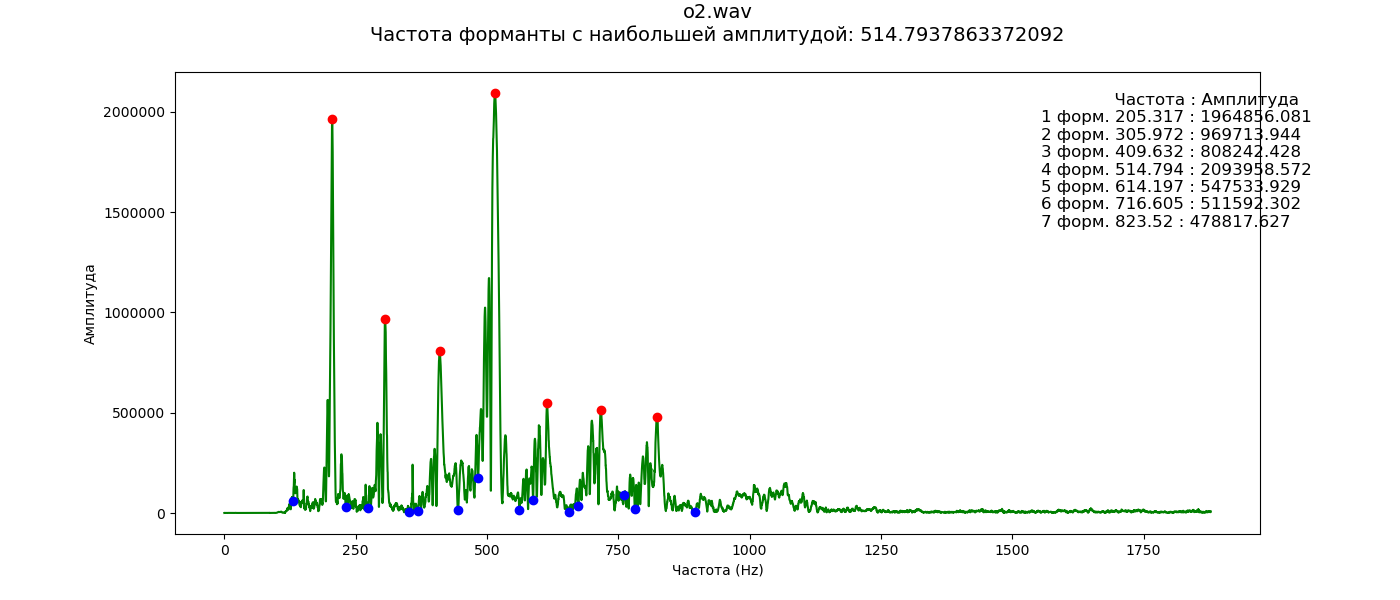 o2.wav
Частота форманты с наибольшей амплитудой: 514.7937863372092
Частота : Амплитуда
1 форм. 205.317 : 1964856.081
2 форм. 305.972 : 969713.944
3 форм. 409.632 : 808242.428
4 форм. 514.794 : 2093958.572
5 форм. 614.197 : 547533.929
6 форм. 716.605 : 511592.302
7 форм. 823.52 : 478817.627
Амплитуда
2000000
1500000
1000000
500000
0
0 250 500 750 1000 1250 1500 1750
Частота (Hz)